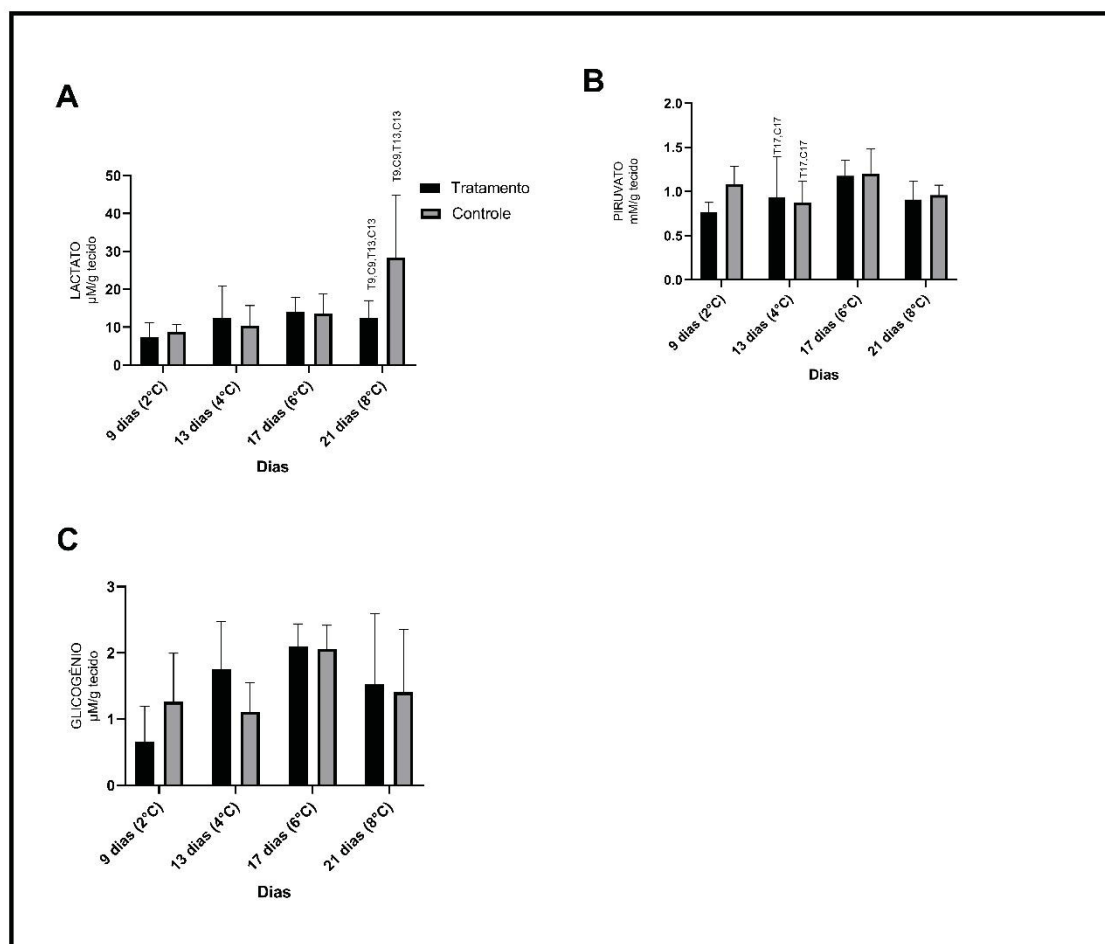 A
T9,C9,T13,C13
T9,C9,T13,C13
Tratamento
Controle
LACTATO
µM/g tecido
50
40
30
20
10
0
9 dias (2°C)
13 dias (4°C)
17 dias (6°C)
21 dias (8°C)
Dias
B
T17,C17
T17,C17
PIRUVATO
mM/g tecido
2.0
1.5
1.0
0.5
0.0
9 dias (2°C)
13 dias (4°C)
17 dias (6°C)
21 dias (8°C)
Dias
C
GLICOGÊNIO
µM/g tecido
3
2
1
0
9 dias (2°C)
13 dias (4°C)
17 dias (6°C)
21 dias (8°C)
Dias